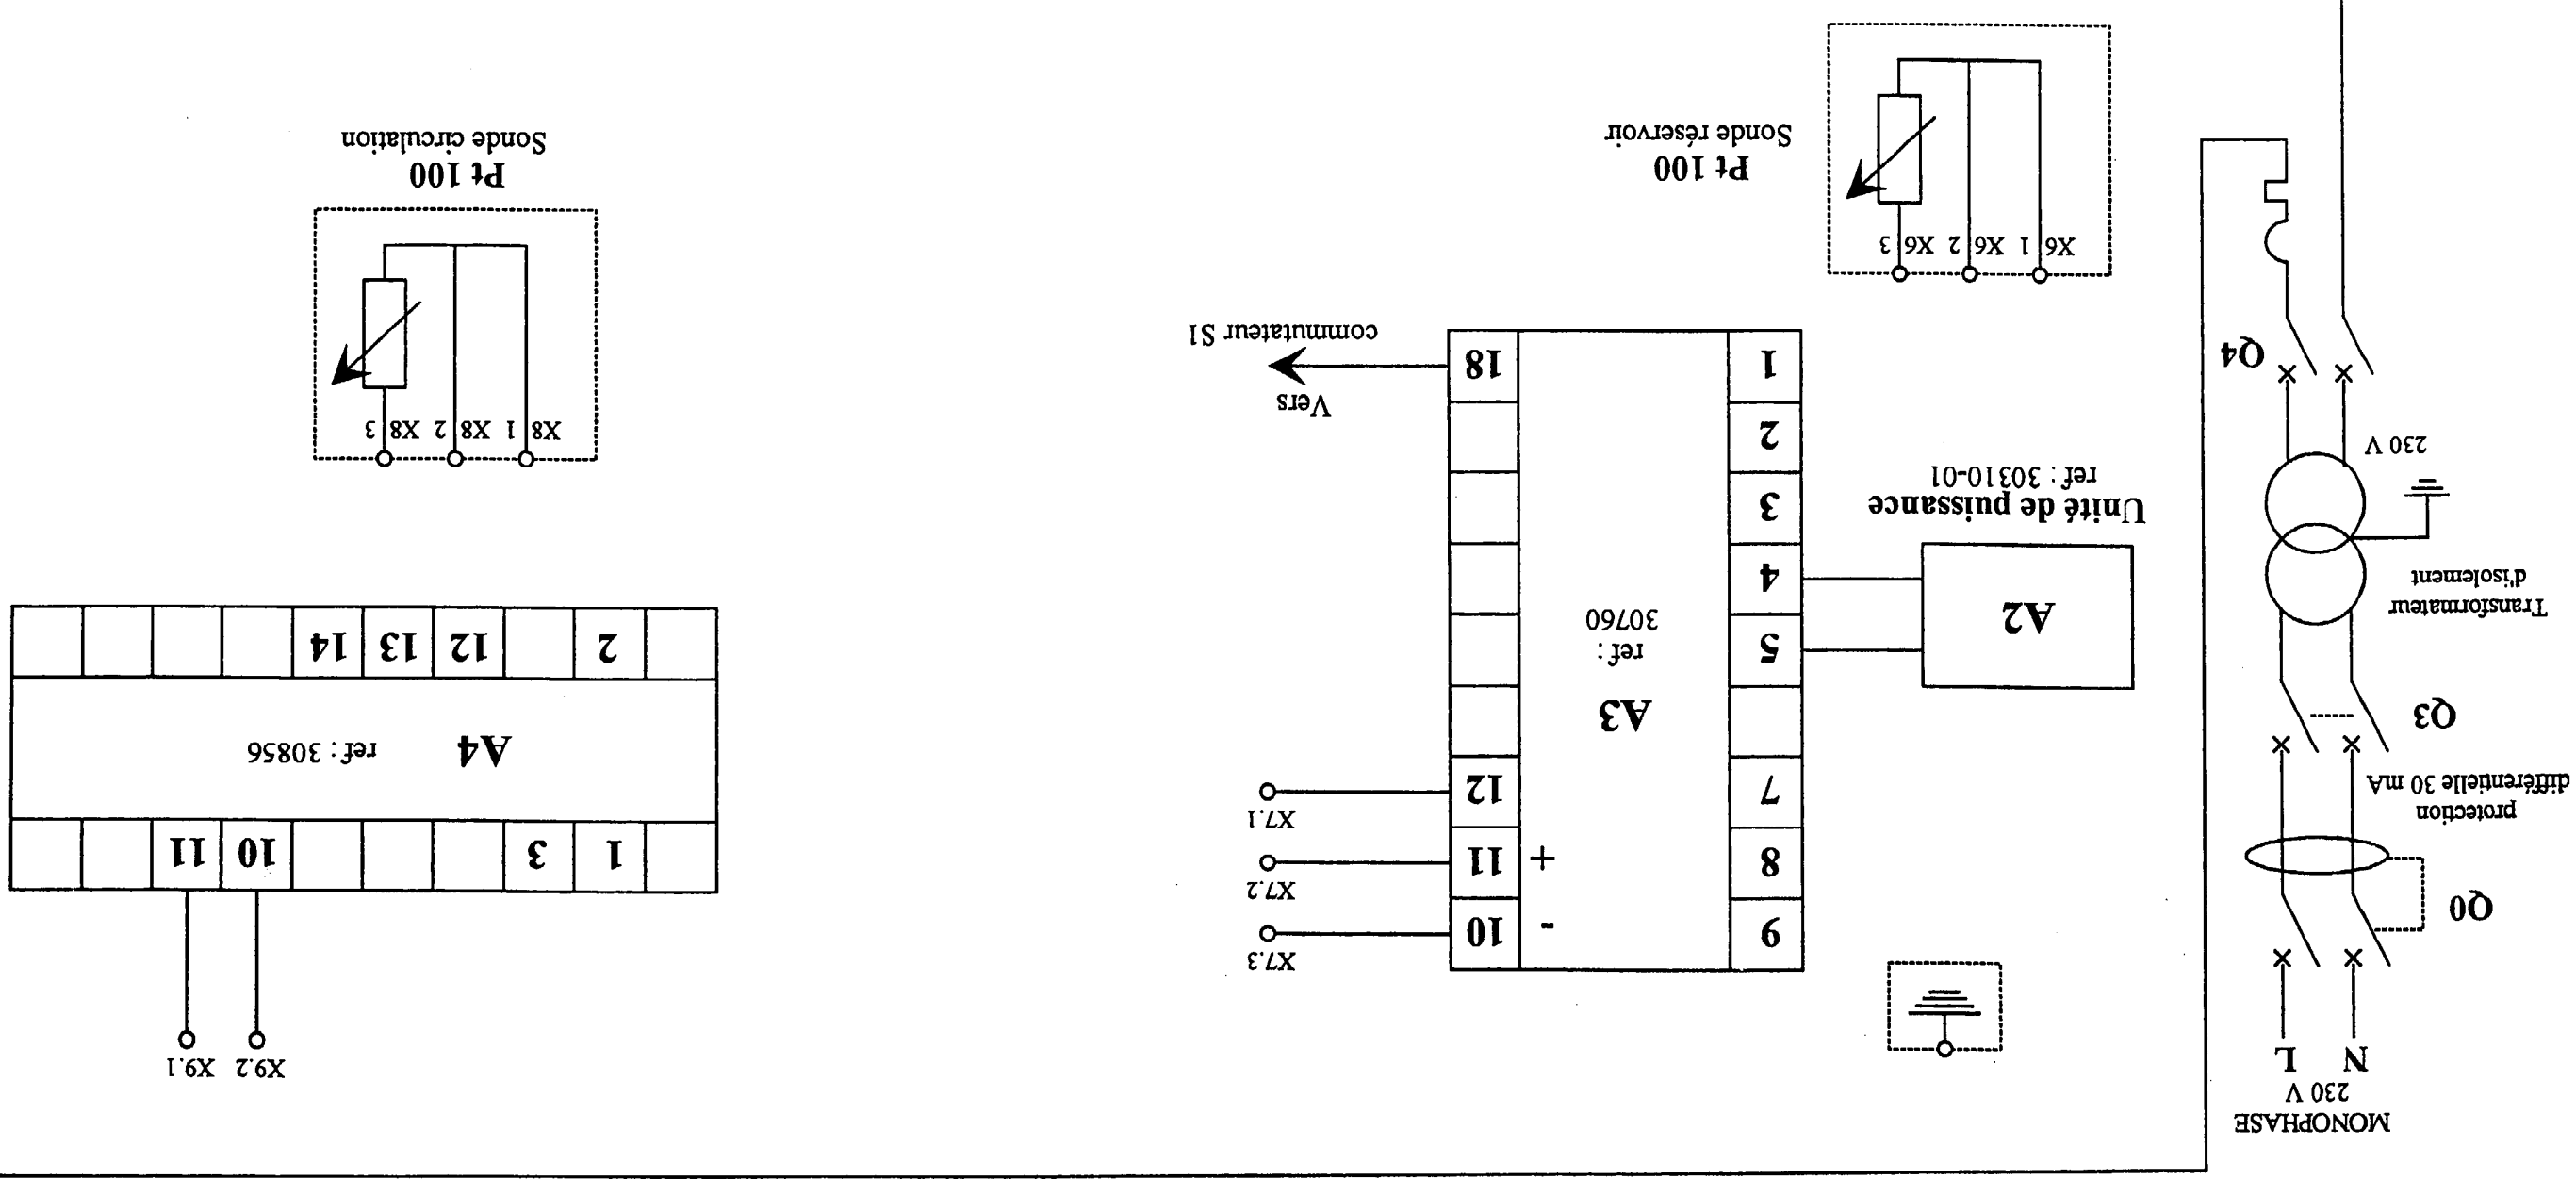 MONOPHASE
230 V
N L
Q0
protection
différentielle 30 mA
Q3
Transformateur
d'isolement
230 V
Q4
9
8
7
5
4
3
2
1
- 10
+ 11
12
18
A3
ref :
30760
X7.3
X7.2
X7.1
Vers
commutateur S1
A2
Unité de puissance
ref : 30310-01
X6 1 X6 2 X6 3
Pt 100
Sonde réservoir
X9.2 X9.1
1 3 10 11
A4 ref : 30856
2 12 13 14
X8 1 X8 2 X8 3
Pt 100
Sonde circulation